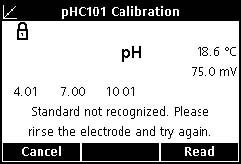 pHC101 Calibration
pH
18.6 °C
75.0 mV
4.01 7.00 10 01
Standard not recognized. Please
rirse the electrode and try again.
Cancel Read